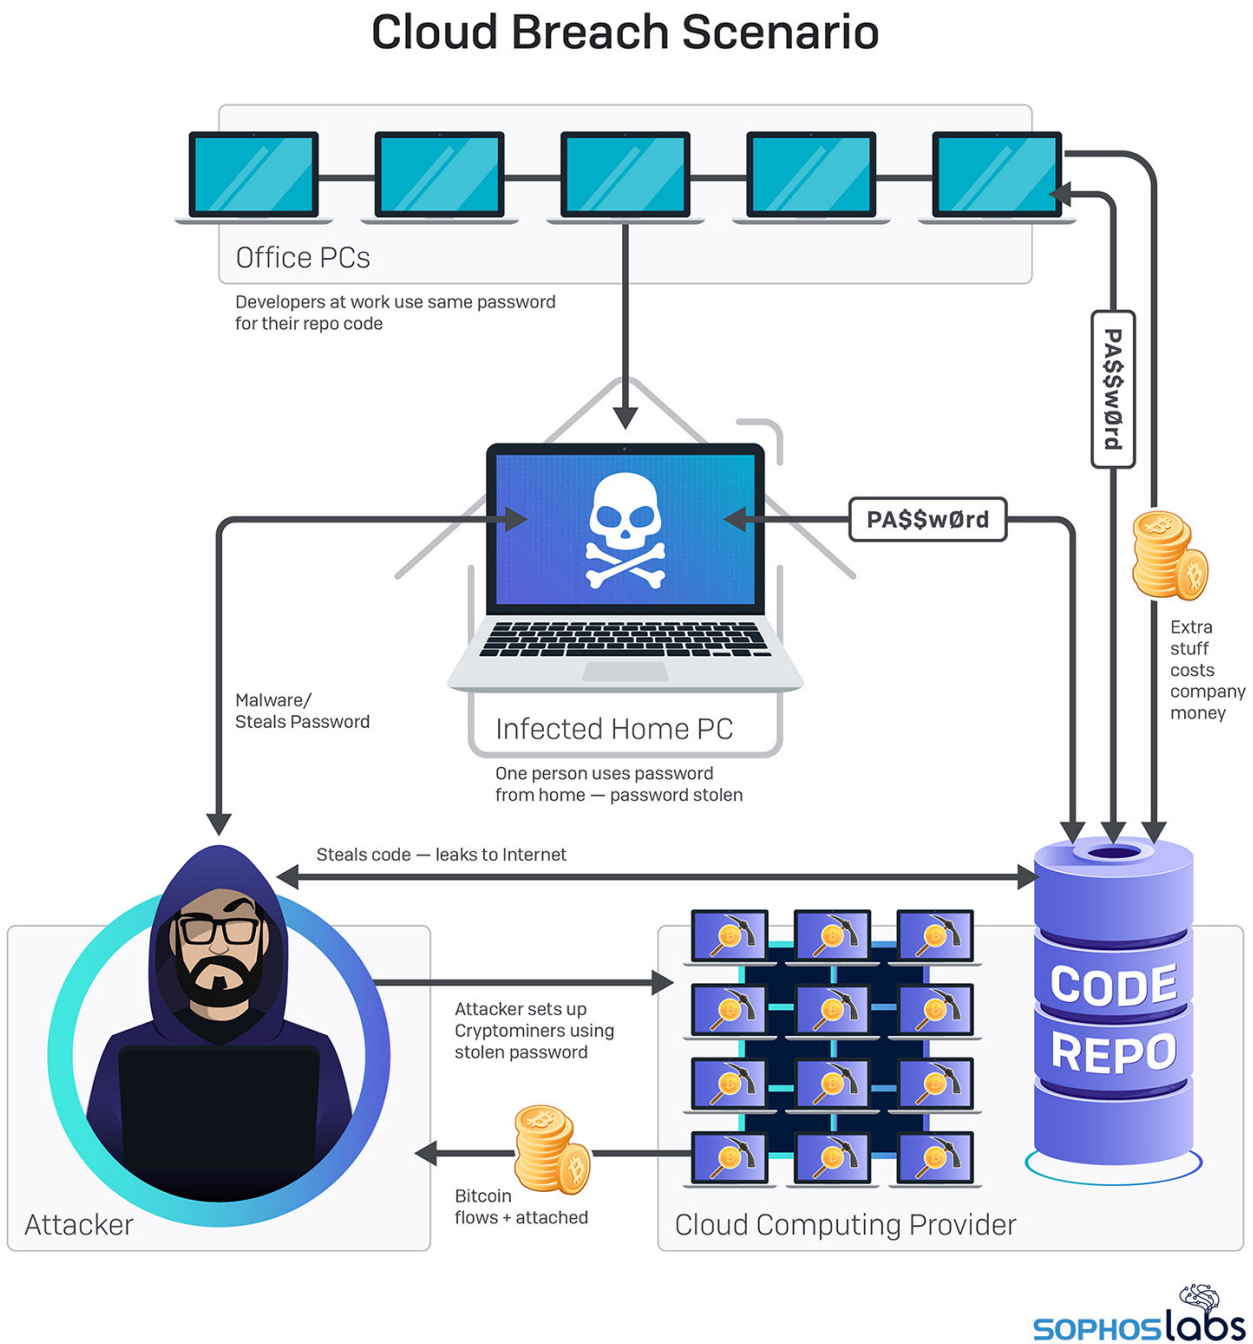 Cloud Breach Scenario
Office PCs
Developers at work use same password
for their repo code
PA$$wØrd
PA$$wØrd
Extra
stuff
costs
company
money
Malware/
Steals Password
Infected Home PC
One person uses password
from home — password stolen
Steals code — leaks to Internet
CODE
REPO
Attacker sets up
Cryptominers using
stolen password
Bitcoin
flows + attached
Attacker
Cloud Computing Provider
SOPHOSlabs